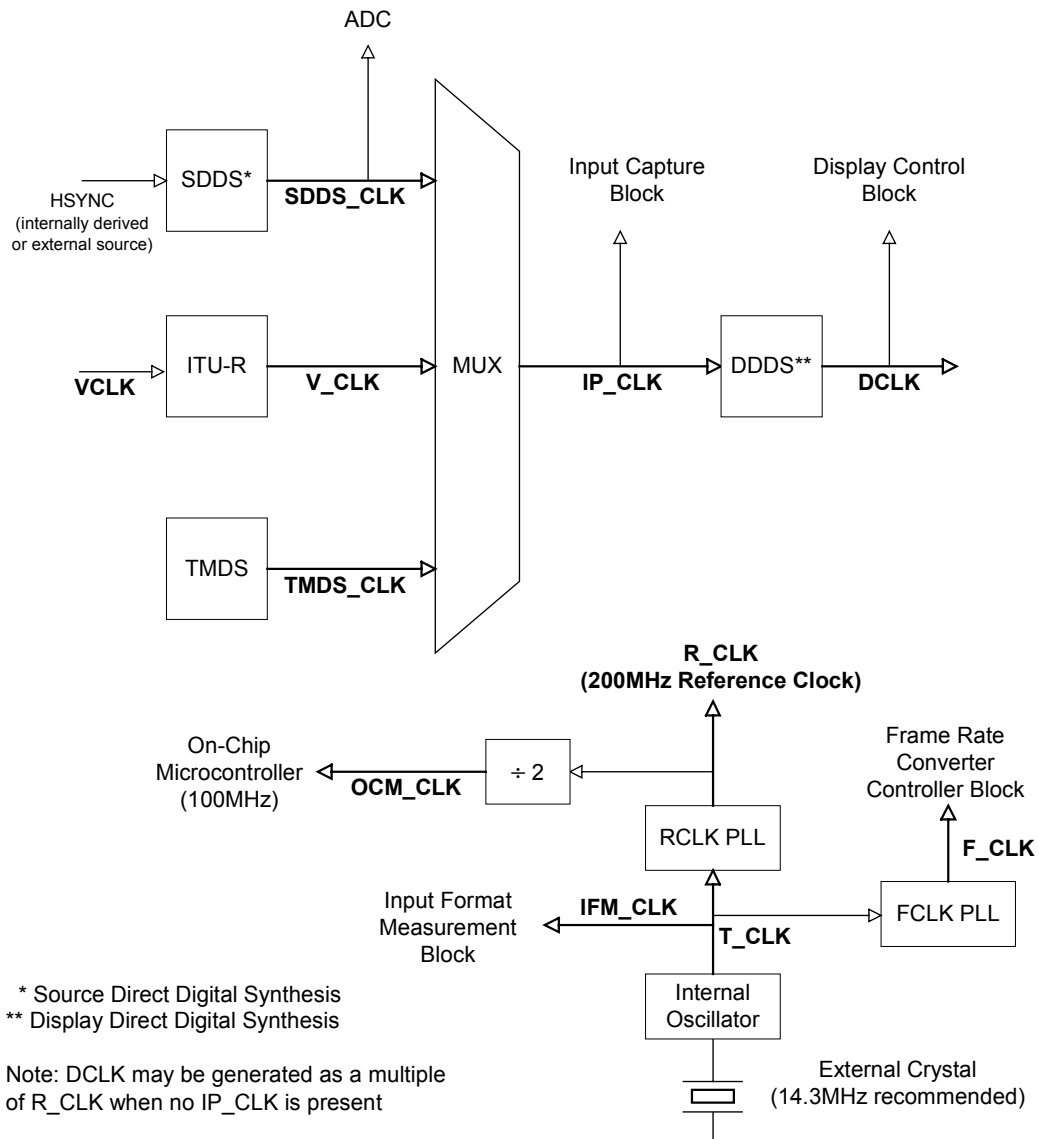 ADC
SDDS*
SDDS_CLK
HSYNC
(internally derived
or external source)
Input Capture
Block
Display Control
Block
ITU-R
VCLK
V_CLK
MUX
IP_CLK
DDDS**
DCLK
TMDS
TMDS_CLK
R_CLK
(200MHz Reference Clock)
On-Chip
Microcontroller
(100MHz)
OCM_CLK
÷ 2
Frame Rate
Converter
Controller Block
RCLK PLL
F_CLK
Input Format
Measurement
Block
IFM_CLK
T_CLK
FCLK PLL
Internal
Oscillator
* Source Direct Digital Synthesis
** Display Direct Digital Synthesis
External Crystal
(14.3MHz recommended)
Note: DCLK may be generated as a multiple
of R_CLK when no IP_CLK is present